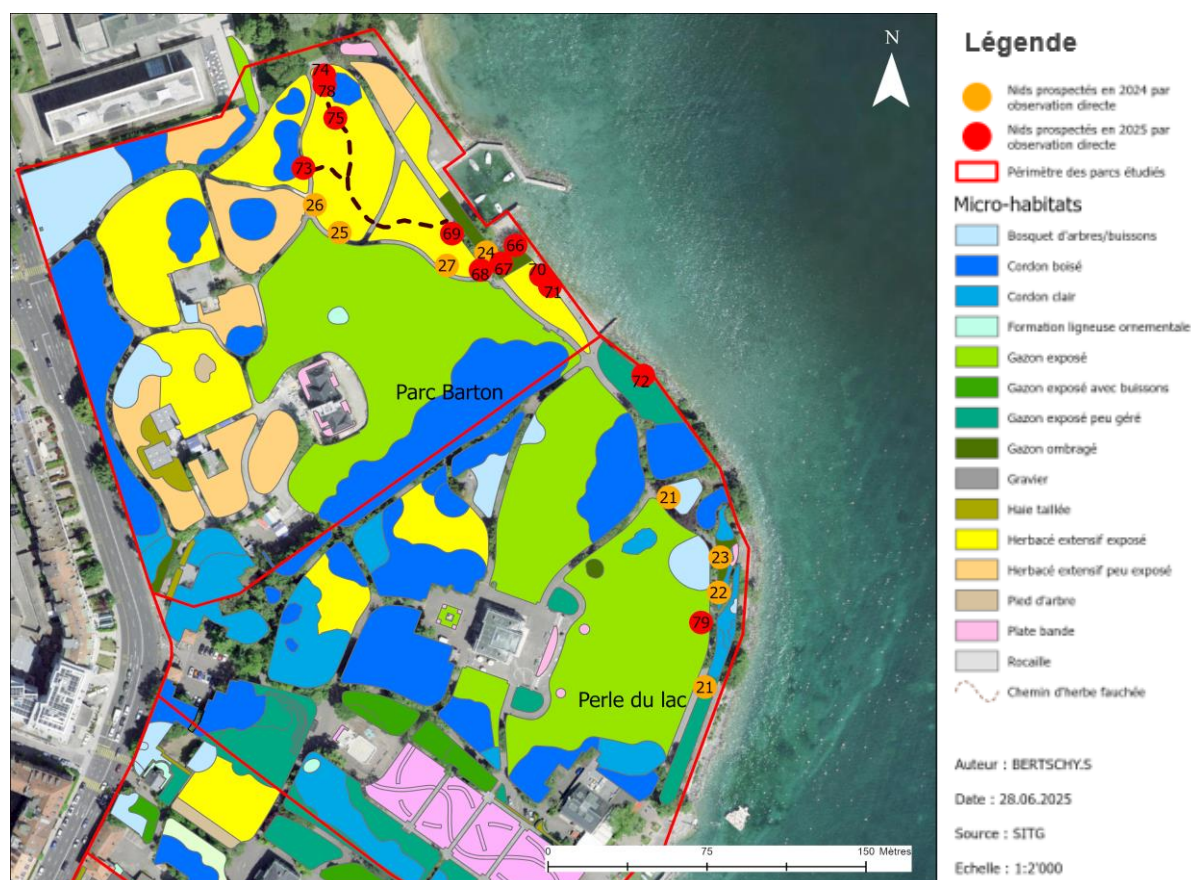 N
74
78
75
73
26
25
69
24
66
27
68
67
70
71
72
Parc Barton
21
23
22
79
21
Perle du lac
0
75
150 Mètres
Légende
Nids prospectés en 2024 par
observation directe
Nids prospectés en 2025 par
observation directe
Périmètre des parcs étudiés
Micro-habitats
Bosquet d'arbres/buissons
Cordon boisé
Cordon clair
Formation ligneuse ornementale
Gazon exposé
Gazon exposé avec buissons
Gazon exposé peu géré
Gazon ombragé
Gravier
Haie taillée
Herbacé extensif exposé
Herbacé extensif peu exposé
Pied d'arbre
Plate bande
Rocaille
Chemin d'herbe fauchée
Auteur : BERTSCHY.S
Date : 28.06.2025
Source : SITG
Echelle : 1:2'000